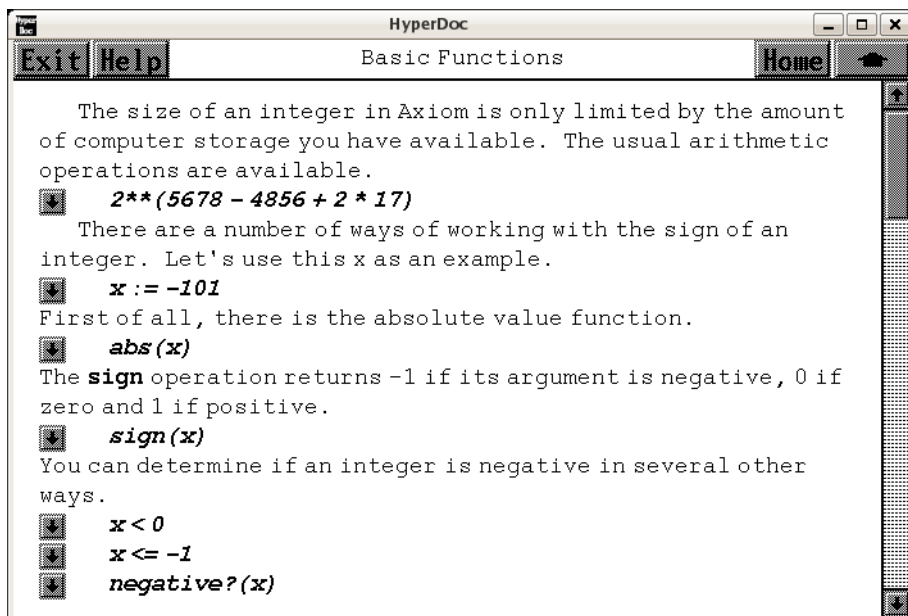 Hyper Doc
HyperDoc
Exit Help
Basic Functions
Home
The size of an integer in Axiom is only limited by the amount
of computer storage you have available. The usual arithmetic
operations are available.
2**(5678 - 4856 + 2 * 17)
There are a number of ways of working with the sign of an
integer. Let's use this x as an example.
x := -101
First of all, there is the absolute value function.
abs(x)
The sign operation returns -1 if its argument is negative, 0 if
zero and 1 if positive.
sign(x)
You can determine if an integer is negative in several other
ways.
x < 0
x <= -1
negative?(x)